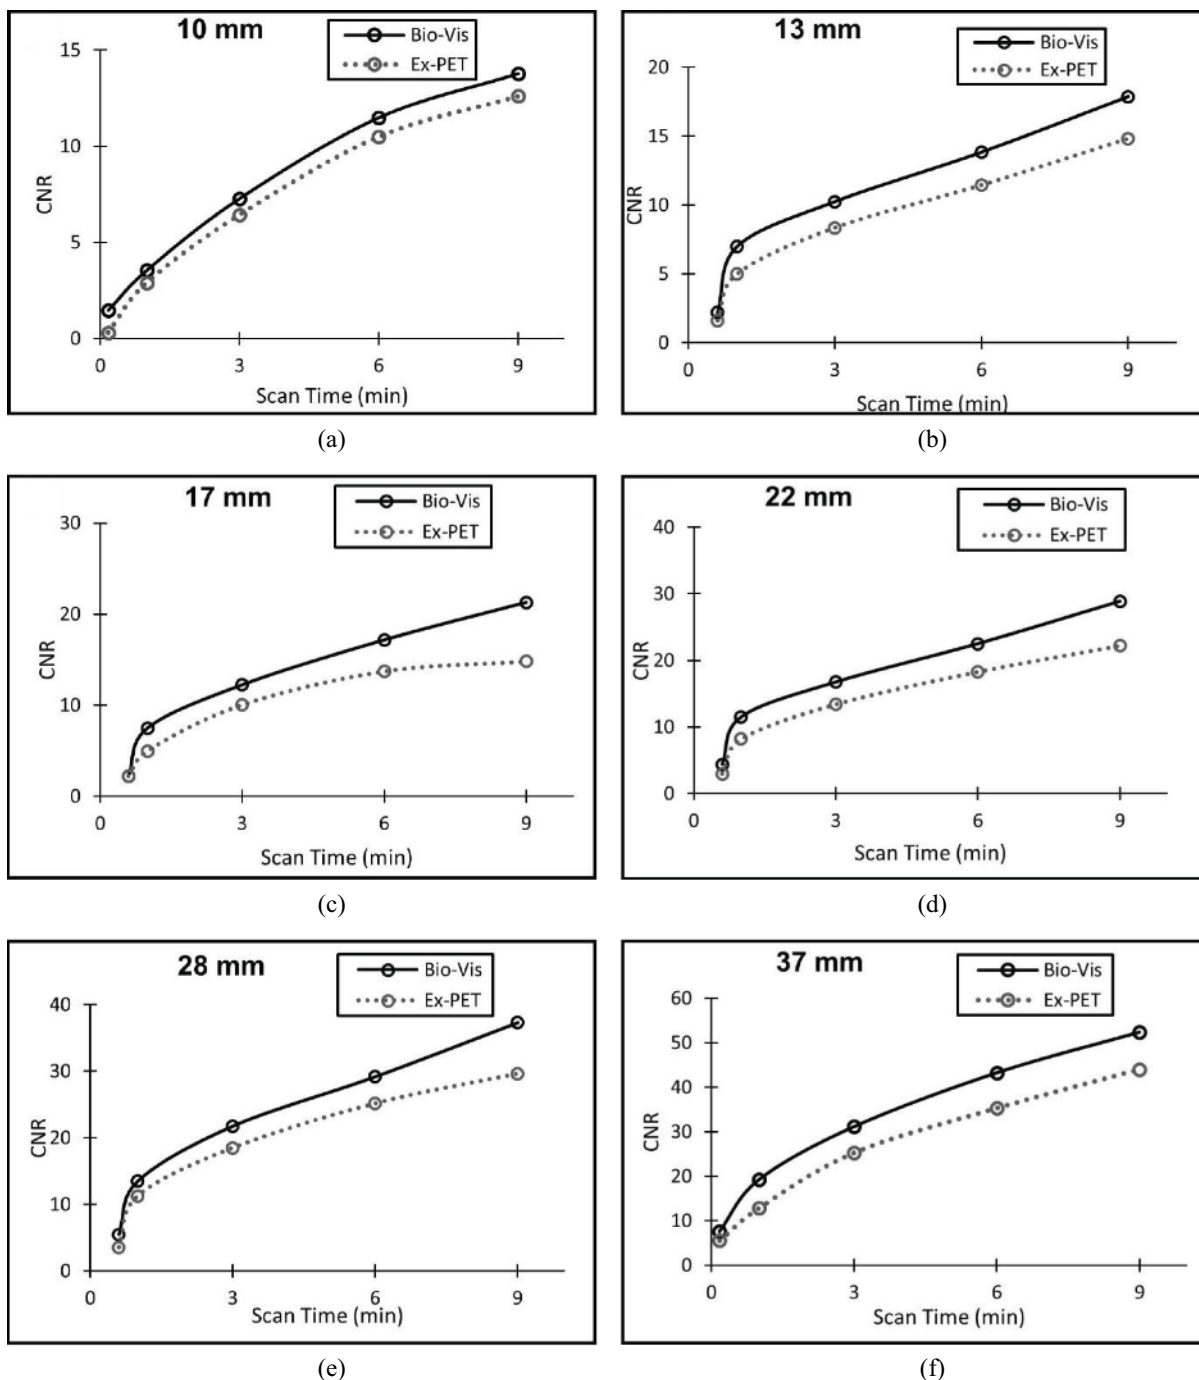 10 mm
Bio-Vis
Ex-PET
15
10
5
0
CNR
0 3 6 9
Scan Time (min)
(a)
13 mm
Bio-Vis
Ex-PET
20
15
10
5
0
CNR
0 3 6 9
Scan Time (min)
(b)
17 mm
Bio-Vis
Ex-PET
30
20
10
0
CNR
0 3 6 9
Scan Time (min)
(c)
22 mm
Bio-Vis
Ex-PET
40
30
20
10
0
CNR
0 3 6 9
Scan Time (min)
(d)
28 mm
Bio-Vis
Ex-PET
40
30
20
10
0
CNR
0 3 6 9
Scan Time (min)
(e)
37 mm
Bio-Vis
Ex-PET
60
50
40
30
20
10
0
CNR
0 3 6 9
Scan Time (min)
(f)